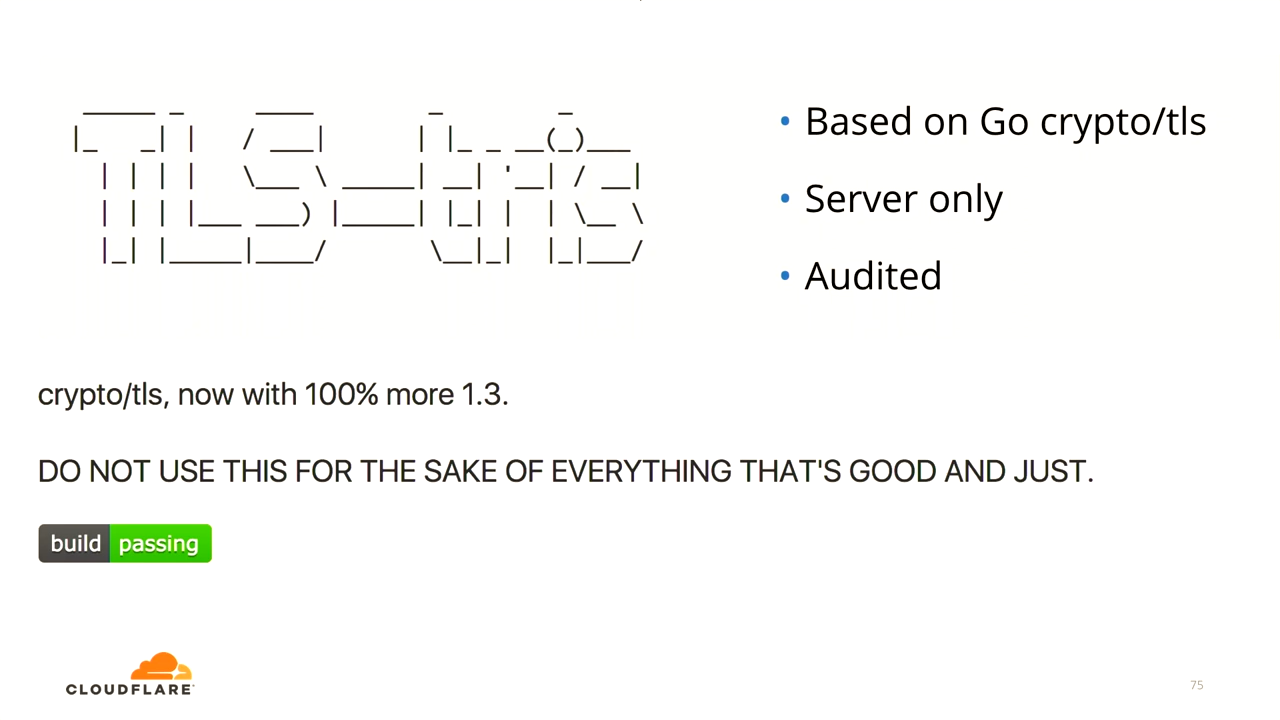 TLS-tris
• Based on Go crypto/tls
• Server only
• Audited
crypto/tls, now with 100% more 1.3.
DO NOT USE THIS FOR THE SAKE OF EVERYTHING THAT'S GOOD AND JUST.
build passing
CLOUDFLARE
75